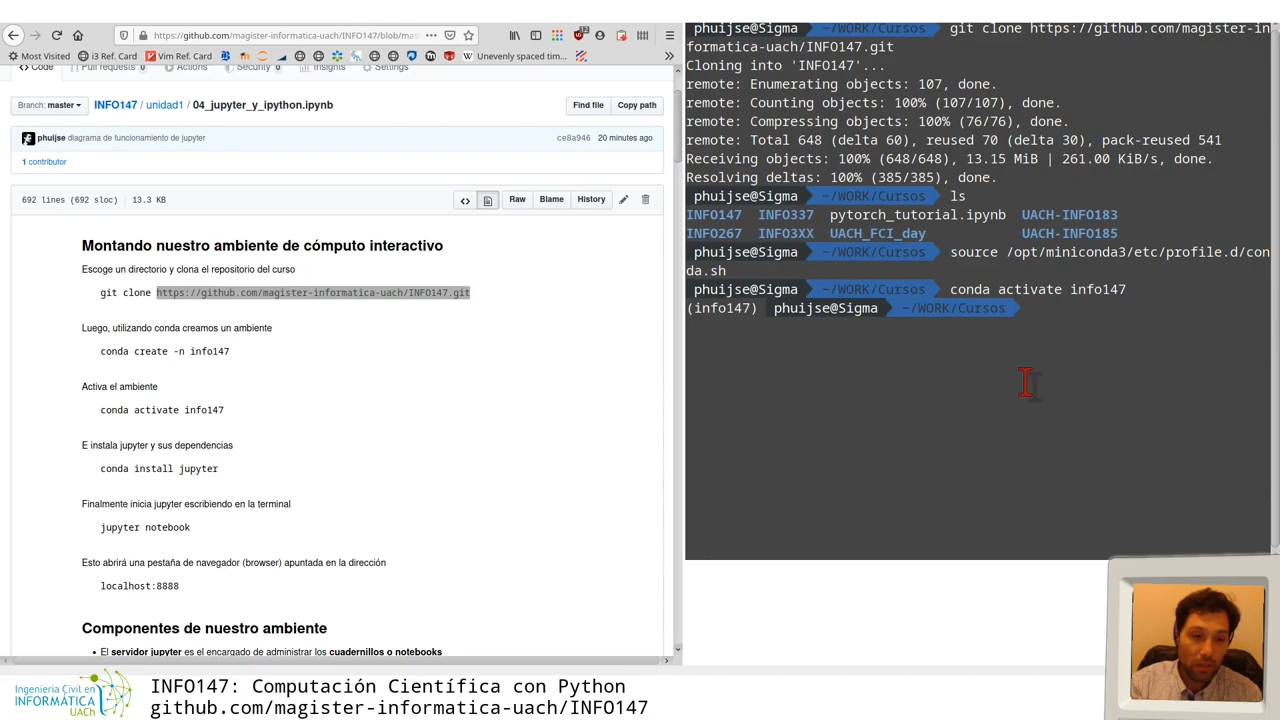 //github.com/magister-informatica-uach/INFO147/blob/mas
Most Visited
i3 Ref. Card
Vim Ref. Card
Unevenly spaced tim…
Code
Pull requests 0
Actions
Security 0
Insights
Settings
Branch: master
INFO147 / unidad1 / 04_jupyter_y_ipython.ipynb
Find file
Copy path
phuijse diagrama de funcionamiento de jupyter
ce8a946 20 minutes ago
1 contributor
692 lines (692 sloc) | 13.3 KB
Raw
Blame
History
Montando nuestro ambiente de cómputo interactivo
Escoge un directorio y clona el repositorio del curso
git clone https://github.com/magister-informatica-uach/INFO147.git
Luego, utilizando conda creamos un ambiente
conda create -n info147
Activa el ambiente
conda activate info147
E instala jupyter y sus dependencias
conda install jupyter
Finalmente inicia jupyter escribiendo en la terminal
jupyter notebook
Esto abrirá una pestaña de navegador (browser) apuntada en la dirección
localhost:8888
Componentes de nuestro ambiente
• El servidor jupyter es el encargado de administrar los cuadernillos o notebooks
phuijse@Sigma ~/WORK/Cursos git clone https://github.com/magister-in
formatica-uach/INFO147.git
Cloning into 'INFO147'...
remote: Enumerating objects: 107, done.
remote: Counting objects: 100% (107/107), done.
remote: Compressing objects: 100% (76/76), done.
remote: Total 648 (delta 60), reused 70 (delta 30), pack-reused 541
Receiving objects: 100% (648/648), 13.15 MiB | 261.00 KiB/s, done.
Resolving deltas: 100% (385/385), done.
phuijse@Sigma ~/WORK/Cursos ls
INFO147 INFO337 pytorch_tutorial.ipynb UACH-INFO183
INFO267 INFO3XX UACH_FCI_day UACH-INFO185
phuijse@Sigma ~/WORK/Cursos source /opt/miniconda3/etc/profile.d/con
da.sh
phuijse@Sigma ~/WORK/Cursos conda activate info147
(info147) phuijse@Sigma ~/WORK/Cursos
Ingeniería Civil en
INFORMÁTICA
UACh
INFO147: Computación Científica con Python
github.com/magister-informatica-uach/INFO147